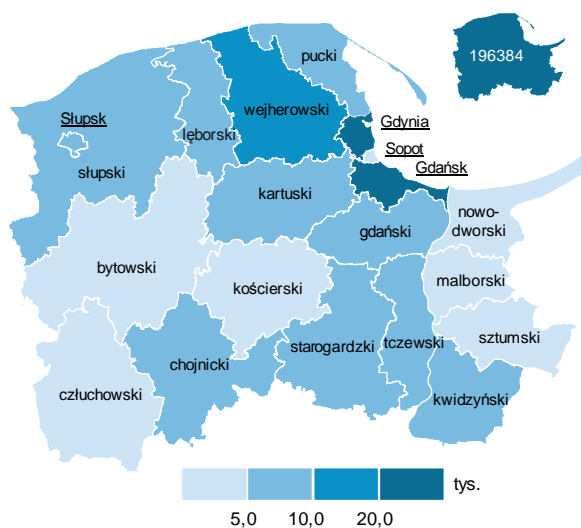 196384
pucki
wejherowski
Gdynia
Słupsk
lęborski
Sopot
słupski
Gdańsk
kartuski
nowo-
dworski
gdański
bytowski
malborski
kościerski
sztumski
starogardzki
tczewski
chojnicki
człuchowski
kwidzyński
tys.
5,0 10,0 20,0